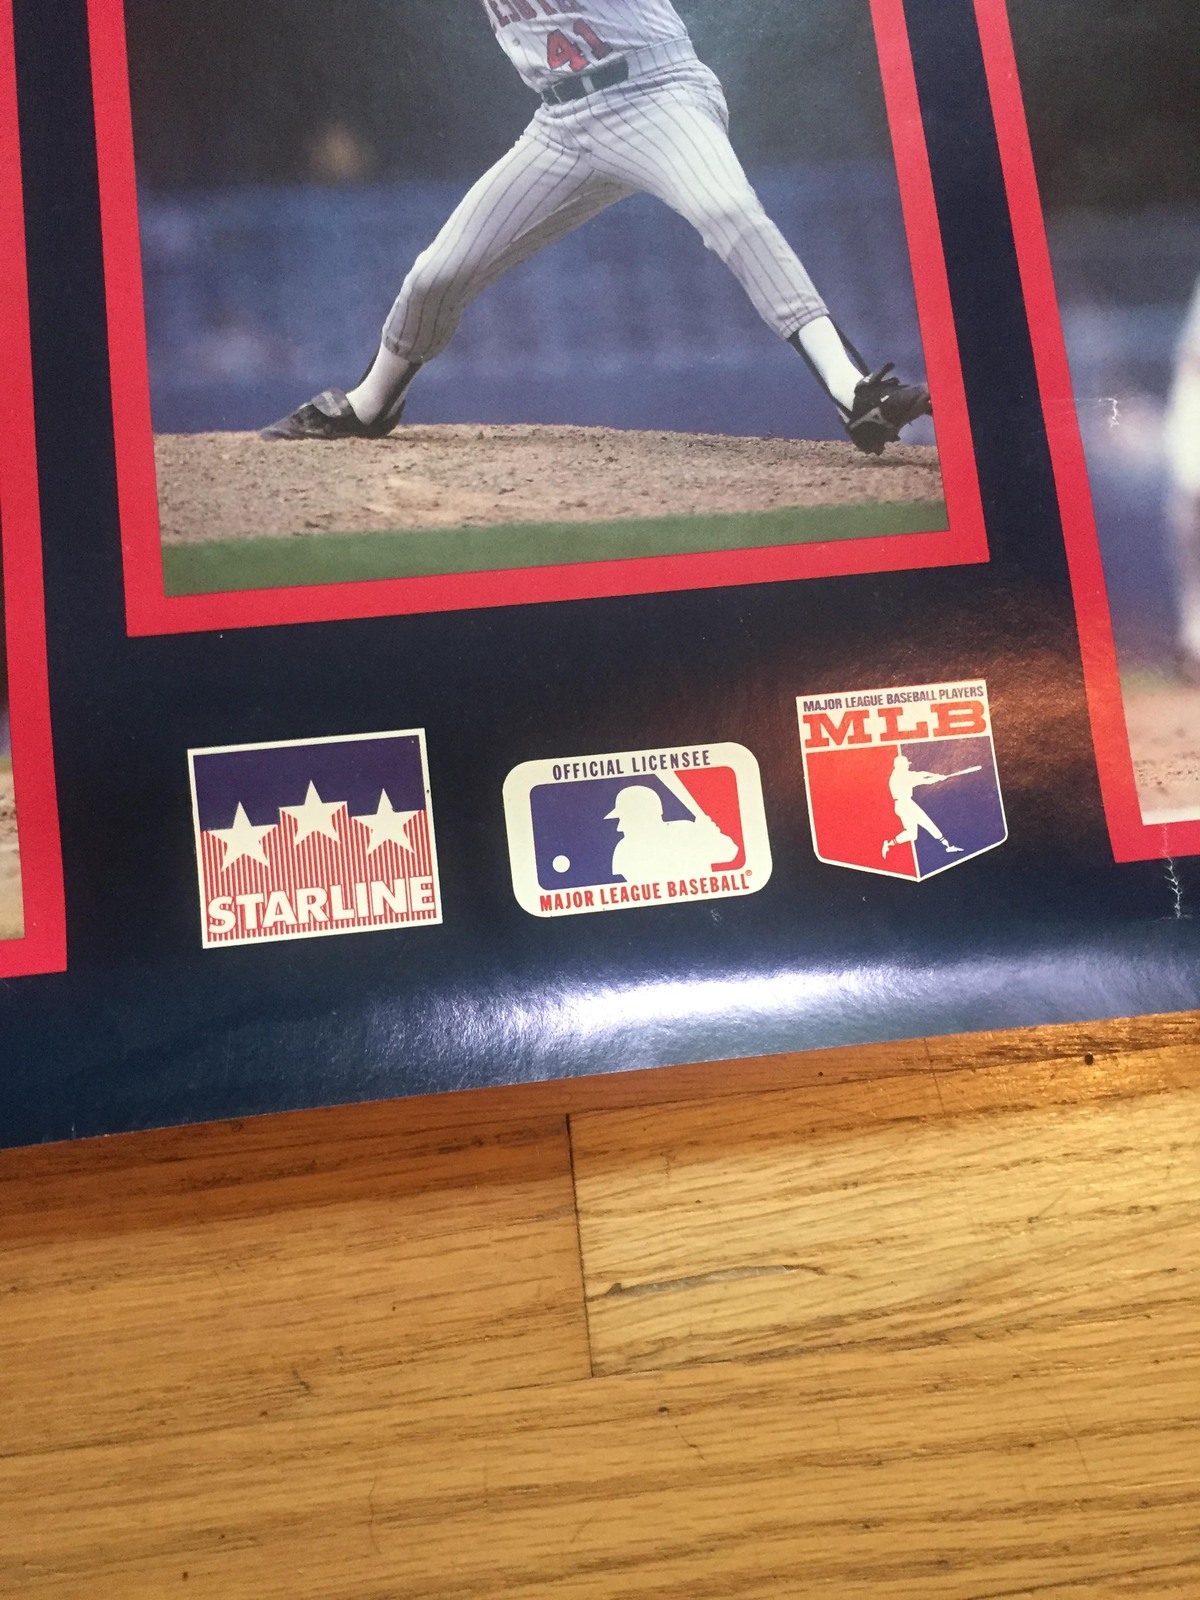 41
STARLINE
OFFICIAL LICENSEE
MAJOR LEAGUE BASEBALL®
MAJOR LEAGUE BASEBALL PLAYERS
MLB